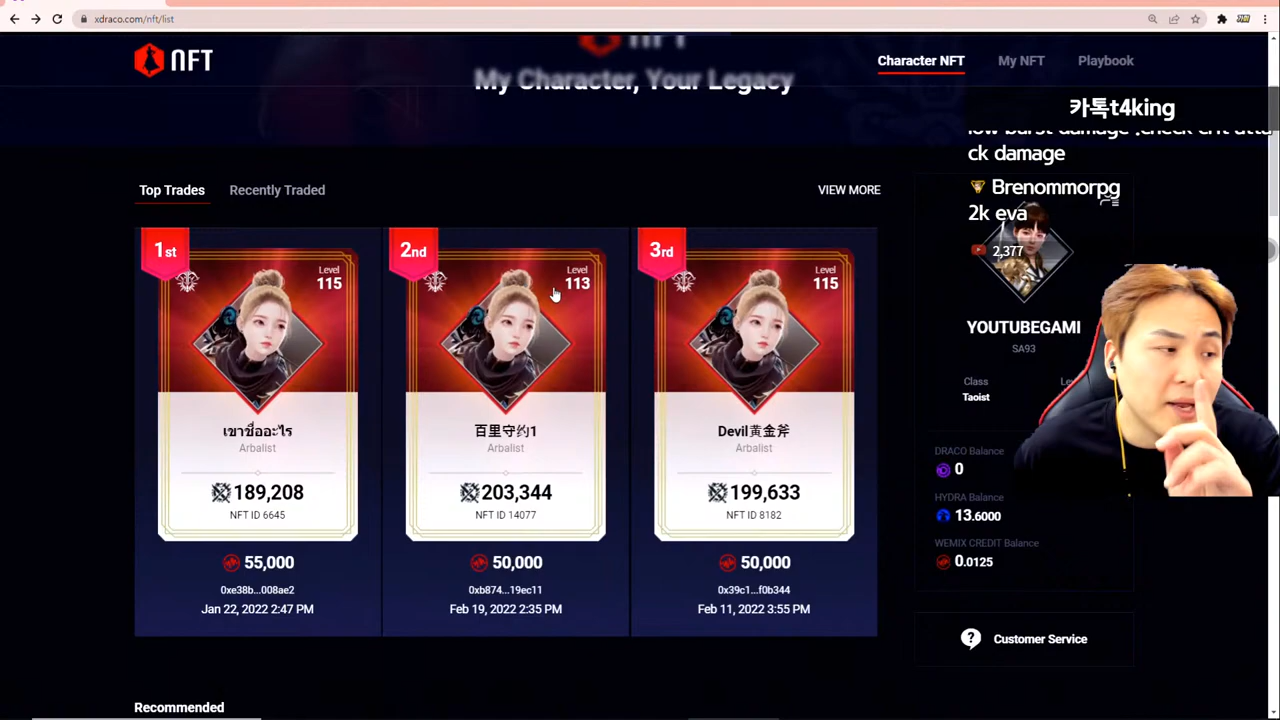 xdraco.com/nft/list
NFT
NFT
My Character, Your Legacy
Character NFT
My NFT
Playbook
카톡t4king
low burst damage .check crit atta
ck damage
Brenommorpg
2k eva
2,377
Top Trades
Recently Traded
VIEW MORE
1st
Level
115
เขาชื่ออะไร
Arbalist
189,208
NFT ID 6645
55,000
0xe38b...008ae2
Jan 22, 2022 2:47 PM
2nd
Level
113
百里守约1
Arbalist
203,344
NFT ID 14077
50,000
0xb874...19ec11
Feb 19, 2022 2:35 PM
3rd
Level
115
Devil黄金斧
Arbalist
199,633
NFT ID 8182
50,000
0x39c1...f0b344
Feb 11, 2022 3:55 PM
YOUTUBEGAMI
SA93
Class
Taoist
DRACO Balance
0
HYDRA Balance
13.6000
WEMIX CREDIT Balance
0.0125
Customer Service
Recommended